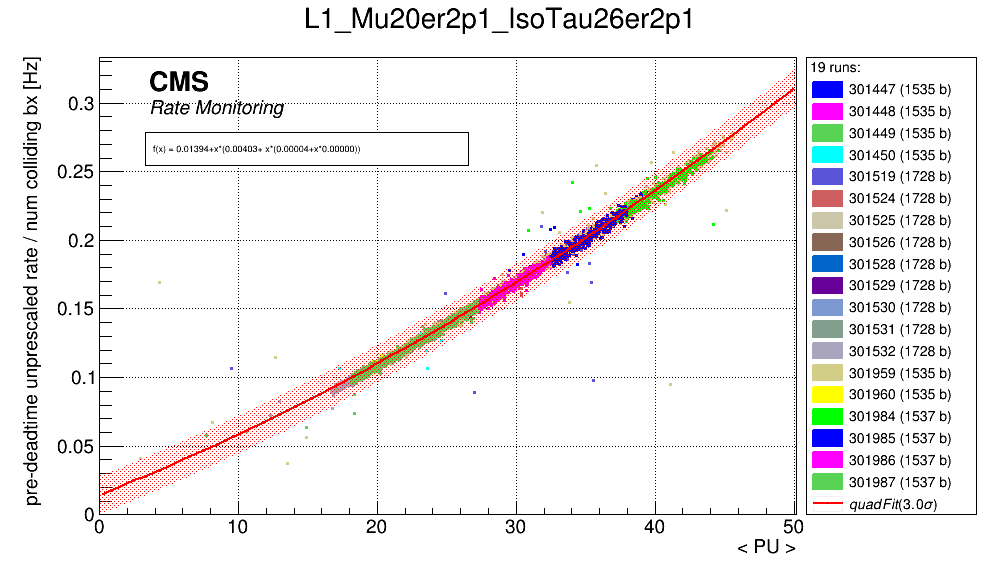 L1_Mu20er2p1_IsoTau26er2p1
pre-deadtime unprescaled rate / num colliding bx [Hz]
CMS
Rate Monitoring
f(x) = 0.01394+x*(0.00403+ x*(0.00004+x*0.00000))
0.3
0.25
0.2
0.15
0.1
0.05
0
0 10 20 30 40 50
< PU >
19 runs:
301447 (1535 b)
301448 (1535 b)
301449 (1535 b)
301450 (1535 b)
301519 (1728 b)
301524 (1728 b)
301525 (1728 b)
301526 (1728 b)
301528 (1728 b)
301529 (1728 b)
301530 (1728 b)
301531 (1728 b)
301532 (1728 b)
301959 (1535 b)
301960 (1535 b)
301984 (1537 b)
301985 (1537 b)
301986 (1537 b)
301987 (1537 b)
quadFit(3.0σ)